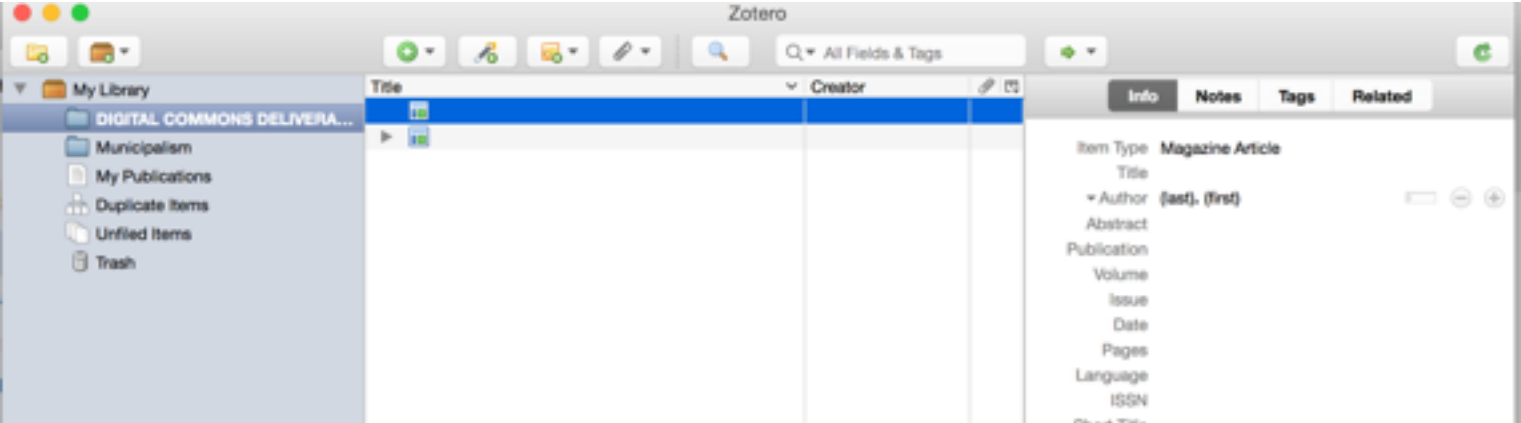 Zotero
All Fields & Tags
My Library
DIGITAL COMMONS DELIVERA...
Municipalism
My Publications
Duplicate Items
Unfiled Items
Trash
Title Creator
Info Notes Tags Related
Item Type Magazine Article
Title
Author (last), (first)
Abstract
Publication
Volume
Issue
Date
Pages
Language
ISSN
Short Title